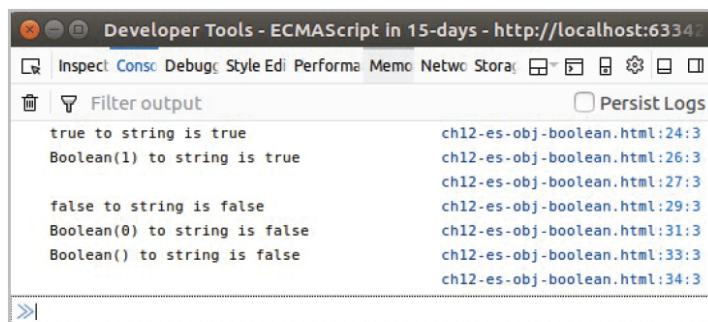 Developer Tools - ECMAScript in 15-days - http://localhost:63342
Inspect Consc Debugg Style Edi Performa Memo Netwo Storag
Filter output Persist Logs
true to string is true ch12-es-obj-boolean.html:24:3
Boolean(1) to string is true ch12-es-obj-boolean.html:26:3
ch12-es-obj-boolean.html:27:3
false to string is false ch12-es-obj-boolean.html:29:3
Boolean(0) to string is false ch12-es-obj-boolean.html:31:3
Boolean() to string is false ch12-es-obj-boolean.html:33:3
ch12-es-obj-boolean.html:34:3